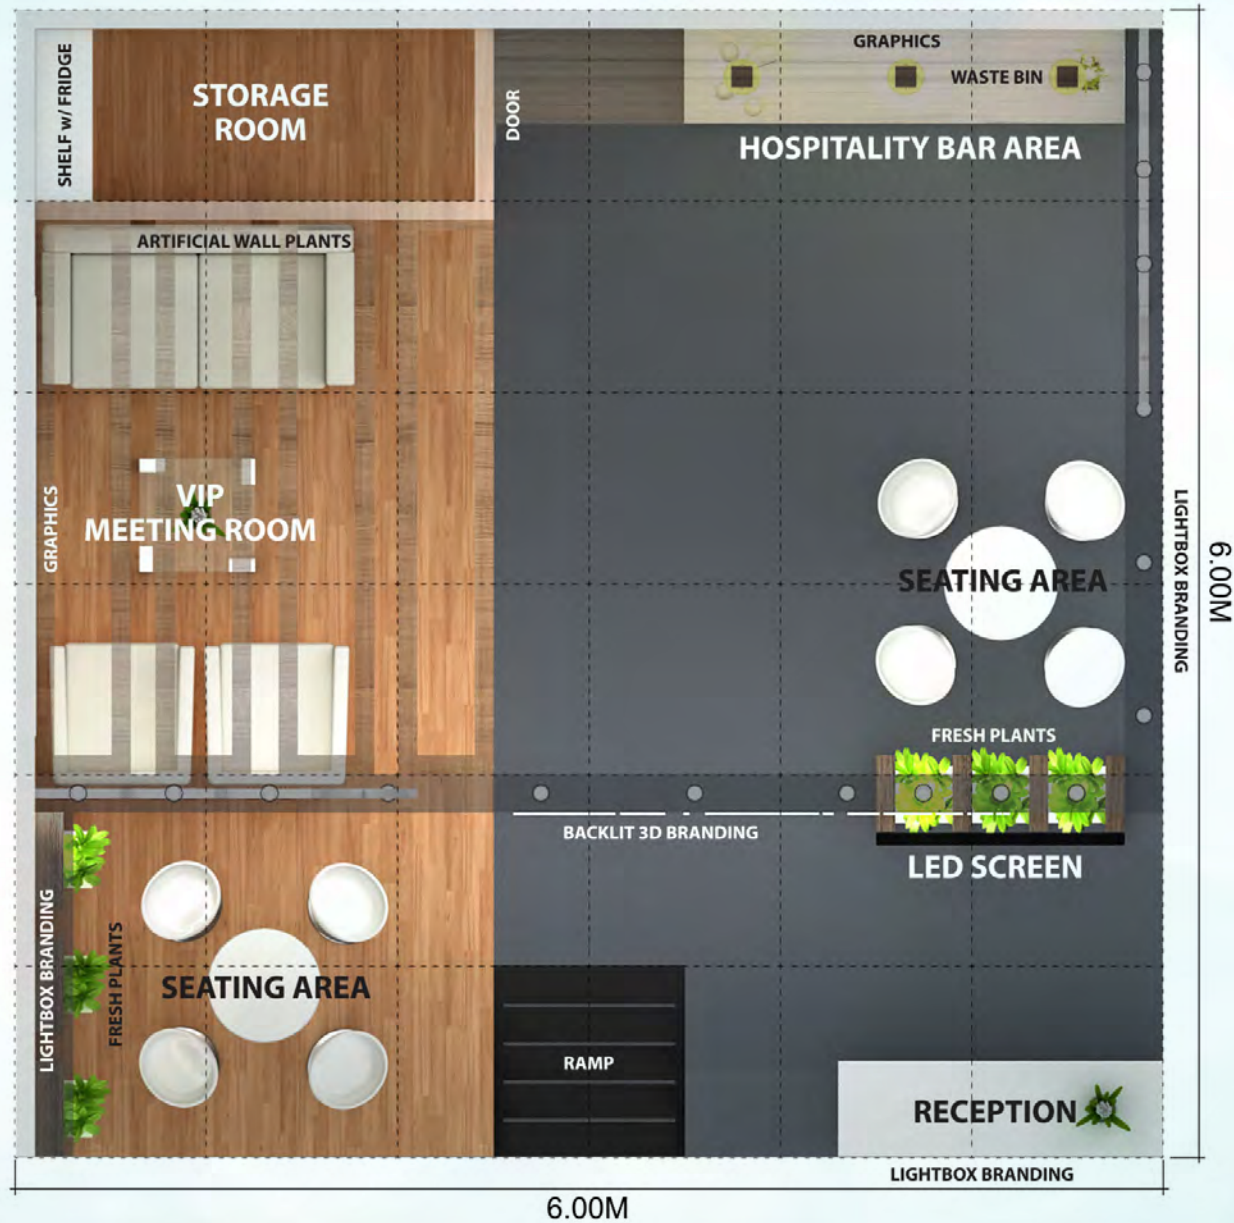 SHELF w/ FRIDGE
STORAGE
ROOM
DOOR
GRAPHICS
WASTE BIN
HOSPITALITY BAR AREA
ARTIFICIAL WALL PLANTS
GRAPHICS
VIP
MEETING ROOM
SEATING AREA
LIGHTBOX BRANDING
6.00M
FRESH PLANTS
BACKLIT 3D BRANDING
LED SCREEN
LIGHTBOX BRANDING
FRESH PLANTS
SEATING AREA
RAMP
RECEPTION
LIGHTBOX BRANDING
6.00M